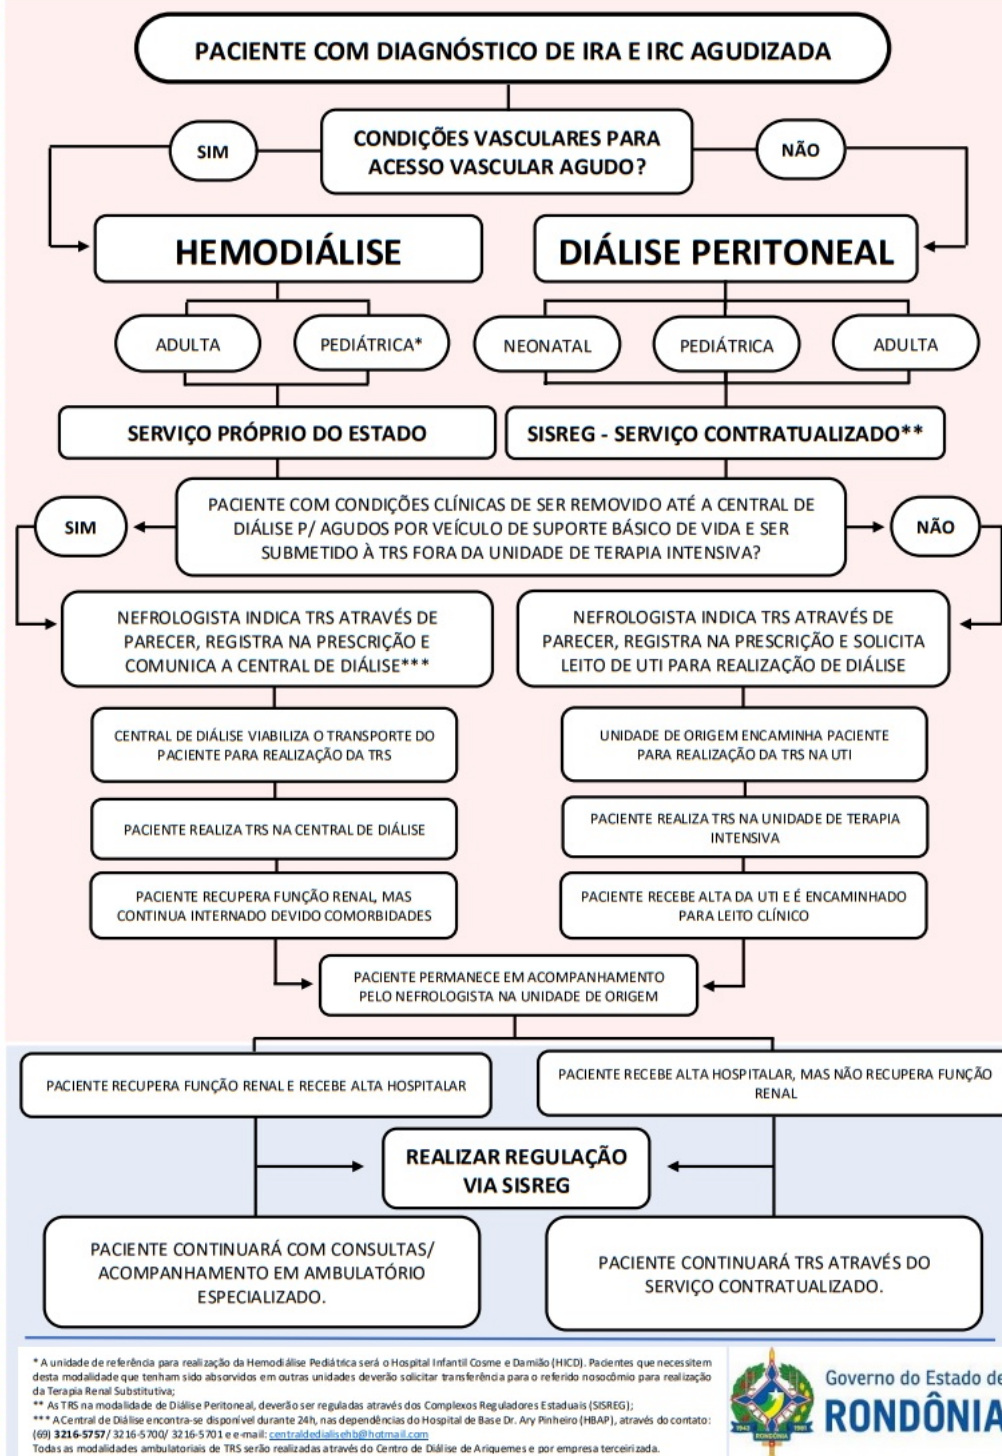 PACIENTE COM DIAGNÓSTICO DE IRA E IRC AGUDIZADA
CONDIÇÕES VASCULARES PARA
ACESSO VASCULAR AGUDO?
SIM
NÃO
HEMODIÁLISE
DIÁLISE PERITONEAL
ADULTA
PEDIÁTRICA*
NEONATAL
PEDIÁTRICA
ADULTA
SERVIÇO PRÓPRIO DO ESTADO
SISREG - SERVIÇO CONTRATUALIZADO**
PACIENTE COM CONDIÇÕES CLÍNICAS DE SER REMOVIDO ATÉ A CENTRAL DE
DIÁLISE P/ AGUDOS POR VEÍCULO DE SUPORTE BÁSICO DE VIDA E SER
SUBMETIDO À TRS FORA DA UNIDADE DE TERAPIA INTENSIVA?
SIM
NÃO
NEFROLOGISTA INDICA TRS ATRAVÉS DE
PARECER, REGISTRA NA PRESCRIÇÃO E
COMUNICA A CENTRAL DE DIÁLISE***
NEFROLOGISTA INDICA TRS ATRAVÉS DE
PARECER, REGISTRA NA PRESCRIÇÃO E SOLICITA
LEITO DE UTI PARA REALIZAÇÃO DE DIÁLISE
CENTRAL DE DIÁLISE VIABILIZA O TRANSPORTE DO
PACIENTE PARA REALIZAÇÃO DA TRS
UNIDADE DE ORIGEM ENCAMINHA PACIENTE
PARA REALIZAÇÃO DA TRS NA UTI
PACIENTE REALIZA TRS NA CENTRAL DE DIÁLISE
PACIENTE REALIZA TRS NA UNIDADE DE TERAPIA
INTENSIVA
PACIENTE RECUPERA FUNÇÃO RENAL, MAS
CONTINUA INTERNADO DEVIDO COMORBIDADES
PACIENTE RECEBE ALTA DA UTI E É ENCAMINHADO
PARA LEITO CLÍNICO
PACIENTE PERMANECE EM ACOMPANHAMENTO
PELO NEFROLOGISTA NA UNIDADE DE ORIGEM
PACIENTE RECUPERA FUNÇÃO RENAL E RECEBE ALTA HOSPITALAR
PACIENTE RECEBE ALTA HOSPITALAR, MAS NÃO RECUPERA FUNÇÃO
RENAL
REALIZAR REGULAÇÃO
VIA SISREG
PACIENTE CONTINUARÁ COM CONSULTAS/
ACOMPANHAMENTO EM AMBULATÓRIO
ESPECIALIZADO.
PACIENTE CONTINUARÁ TRS ATRAVÉS DO
SERVIÇO CONTRATUALIZADO.
* A unidade de referência para realização da Hemodiálise Pediátrica será o Hospital Infantil Cosme e Damião (HICD). Pacientes que necessitem
desta modalidade que tenham sido absorvidos em outras unidades deverão solicitar transferência para o referido nosocômio para realização
da Terapia Renal Substitutiva;
** As TRS na modalidade de Diálise Peritoneal, deverão ser reguladas através dos Complexos Reguladores Estaduais (SISREG);
*** A Central de Diálise encontra-se disponível durante 24h, nas dependências do Hospital de Base Dr. Ary Pinheiro (HBAP), através do contato:
(69) 3216-5757/ 3216-5700/ 3216-5701 e e-mail: centraldedialisehb@hotmail.com
Todas as modalidades ambulatoriais de TRS serão realizadas através do Centro de Diálise de Ariquemes e por empresa terceirizada.
Governo do Estado de
RONDÔNIA
1943
1981
RONDÔNIA